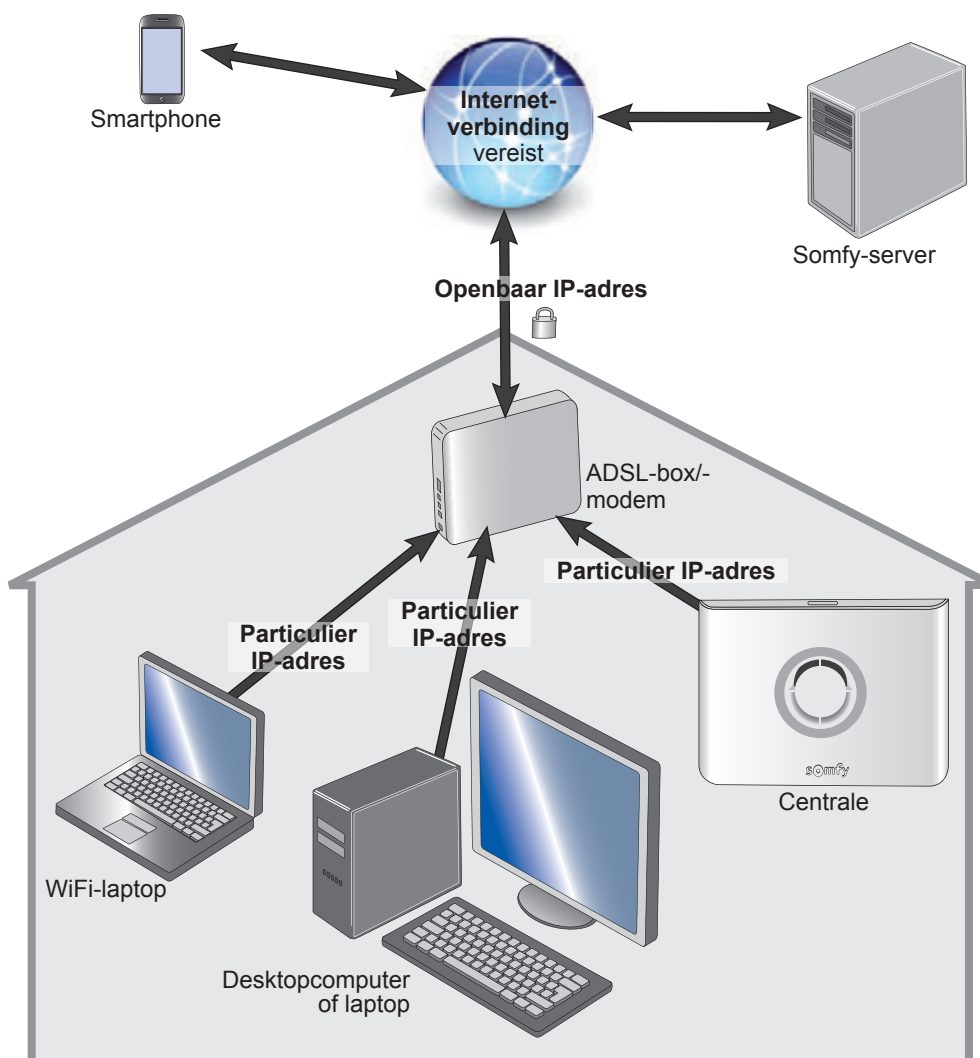 Smartphone
Internet-
verbinding
vereist
Somfy-server
Openbaar IP-adres
ADSL-box/-
modem
Particulier IP-adres
Particulier
IP-adres
Particulier
IP-adres
somfy
Centrale
WiFi-laptop
Desktopcomputer
of laptop